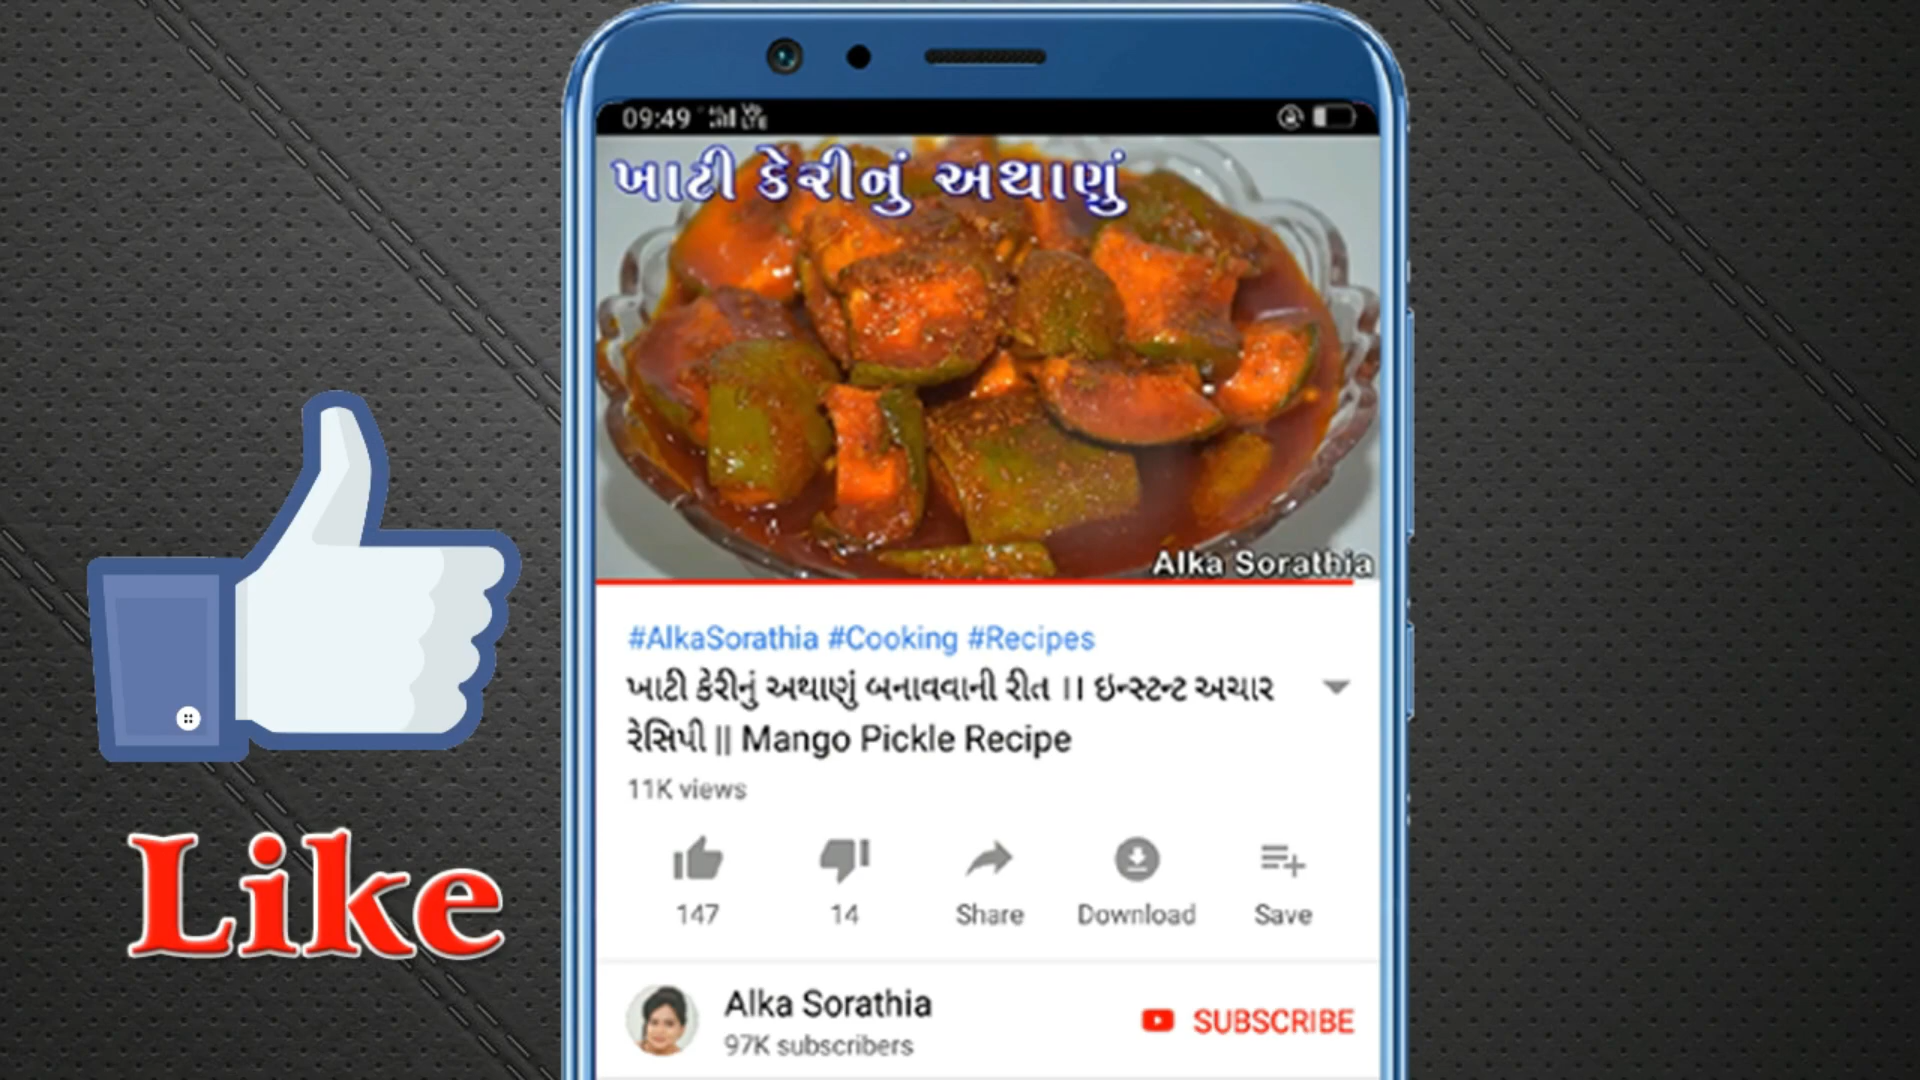 09:49
ખાટી કેરીનું અથાણું
Alka Sorathia
#AlkaSorathia #Cooking #Recipes
ખાટી કેરીનું અથાણું બનાવવાની રીત ।। ઇન્સ્ટન્ટ અચાર
રેસિપી || Mango Pickle Recipe
11K views
147 14 Share Download Save
Like
Alka Sorathia
97K subscribers
SUBSCRIBE